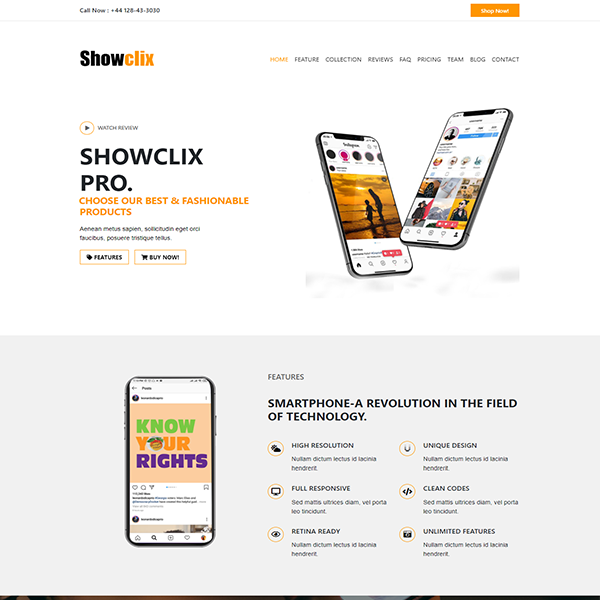 Call Now : +44 128-43-3030
Shop Now!
Showclix
HOME FEATURE COLLECTION REVIEWS FAQ PRICING TEAM BLOG CONTACT
WATCH REVIEW
SHOWCLIX
PRO.
CHOOSE OUR BEST & FASHIONABLE
PRODUCTS
Aenean metus sapien, sollicitudin eget orci
faucibus, posuere tristique tellus.
FEATURES
BUY NOW!
Instagram
Posts
KNOW
YOUR
RIGHTS
FEATURES
SMARTPHONE-A REVOLUTION IN THE FIELD
OF TECHNOLOGY.
HIGH RESOLUTION
Nullam dictum lectus id lacinia
hendrerit.
UNIQUE DESIGN
Nullam dictum lectus id lacinia
hendrerit.
FULL RESPONSIVE
Sed mattis ultrices diam, vel porta
leo tincidunt.
CLEAN CODES
Sed mattis ultrices diam, vel porta
leo tincidunt.
RETINA READY
Nullam dictum lectus id lacinia
hendrerit.
UNLIMITED FEATURES
Nullam dictum lectus id lacinia
hendrerit.